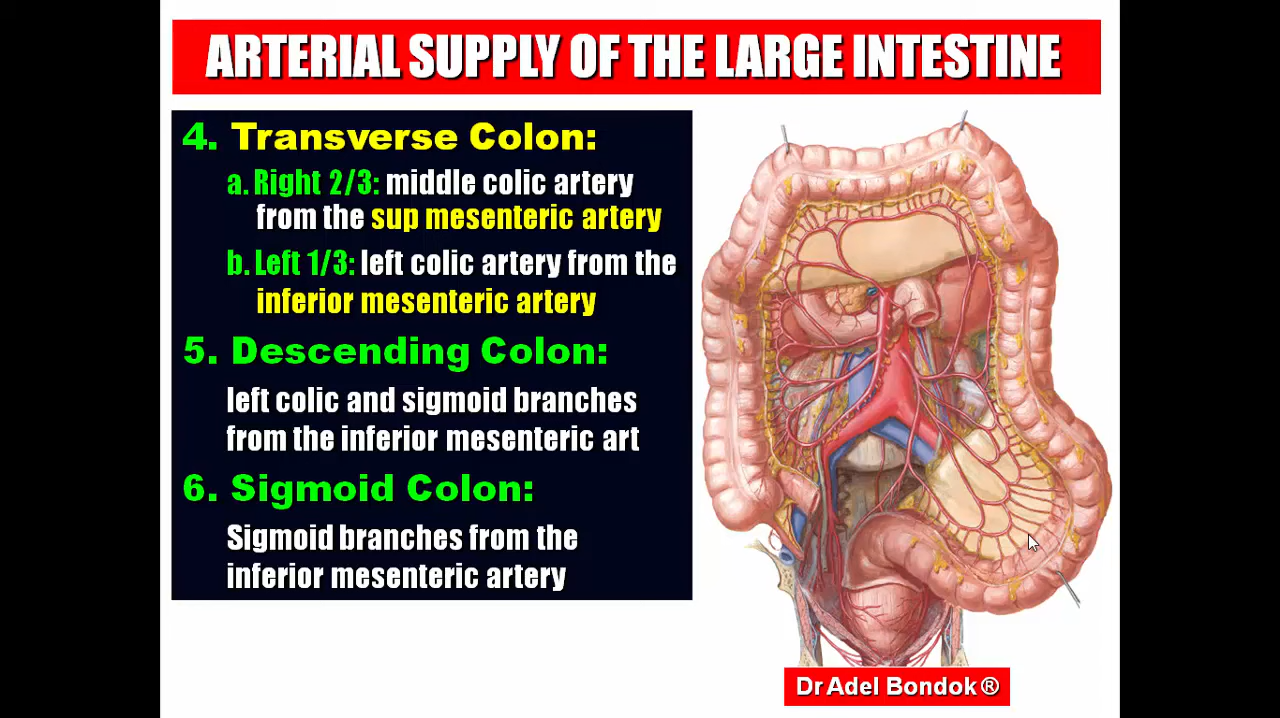 ARTERIAL SUPPLY OF THE LARGE INTESTINE
4. Transverse Colon:
a. Right 2/3: middle colic artery
from the sup mesenteric artery
b. Left 1/3: left colic artery from the
inferior mesenteric artery
5. Descending Colon:
left colic and sigmoid branches
from the inferior mesenteric art
6. Sigmoid Colon:
Sigmoid branches from the
inferior mesenteric artery
Dr Adel Bondok ®